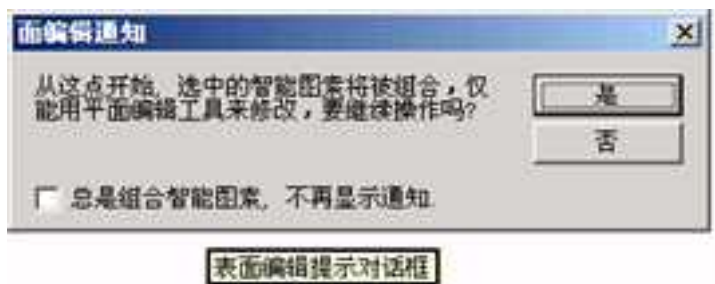 面编辑通知
从这点开始，选中的智能图素将被组合，仅
能用平面编辑工具来修改，要继续操作吗?
是
否
总是组合智能图素，不再显示通知.
表面编辑提示对话框